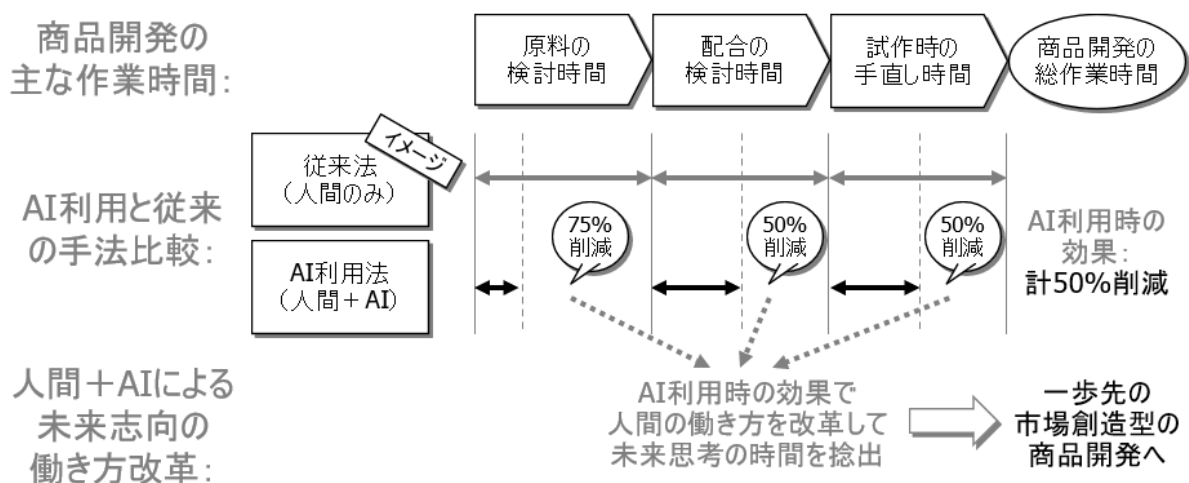 商品開発の
主な作業時間:
原料の
検討時間
配合の
検討時間
試作時の
手直し時間
商品開発の
総作業時間
AI利用と従来
の手法比較:
従来法
(人間のみ)
イメージ
AI利用法
(人間+AI)
75%
削減
50%
削減
50%
削減
AI利用時の
効果:
計50%削減
人間+AIによる
未来志向の
働き方改革:
AI利用時の効果で
人間の働き方を改革して
未来思考の時間を捻出
一歩先の
市場創造型の
商品開発へ